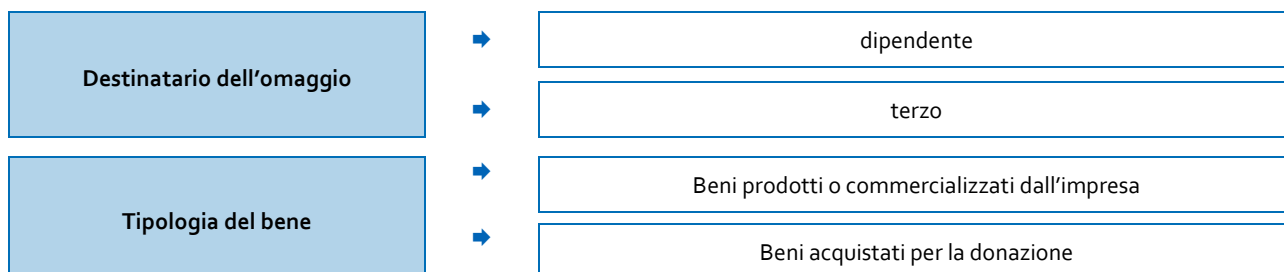 Destinatario dell’omaggio
dipendente
terzo
Tipologia del bene
Beni prodotti o commercializzati dall’impresa
Beni acquistati per la donazione